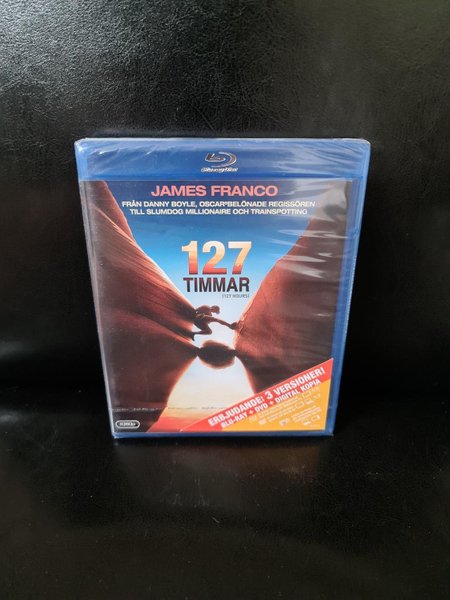 Blu-ray Disc
JAMES FRANCO
FRÅN DANNY BOYLE, OSCAR®BELÖNADE REGISSÖREN
TILL SLUMDOG MILLIONAIRE OCH TRAINSPOTTING
127
TIMMAR
(127 HOURS)
ERBJUDANDE! 3 VERSIONER!
BLU-RAY + DVD + DIGITAL KOPIA